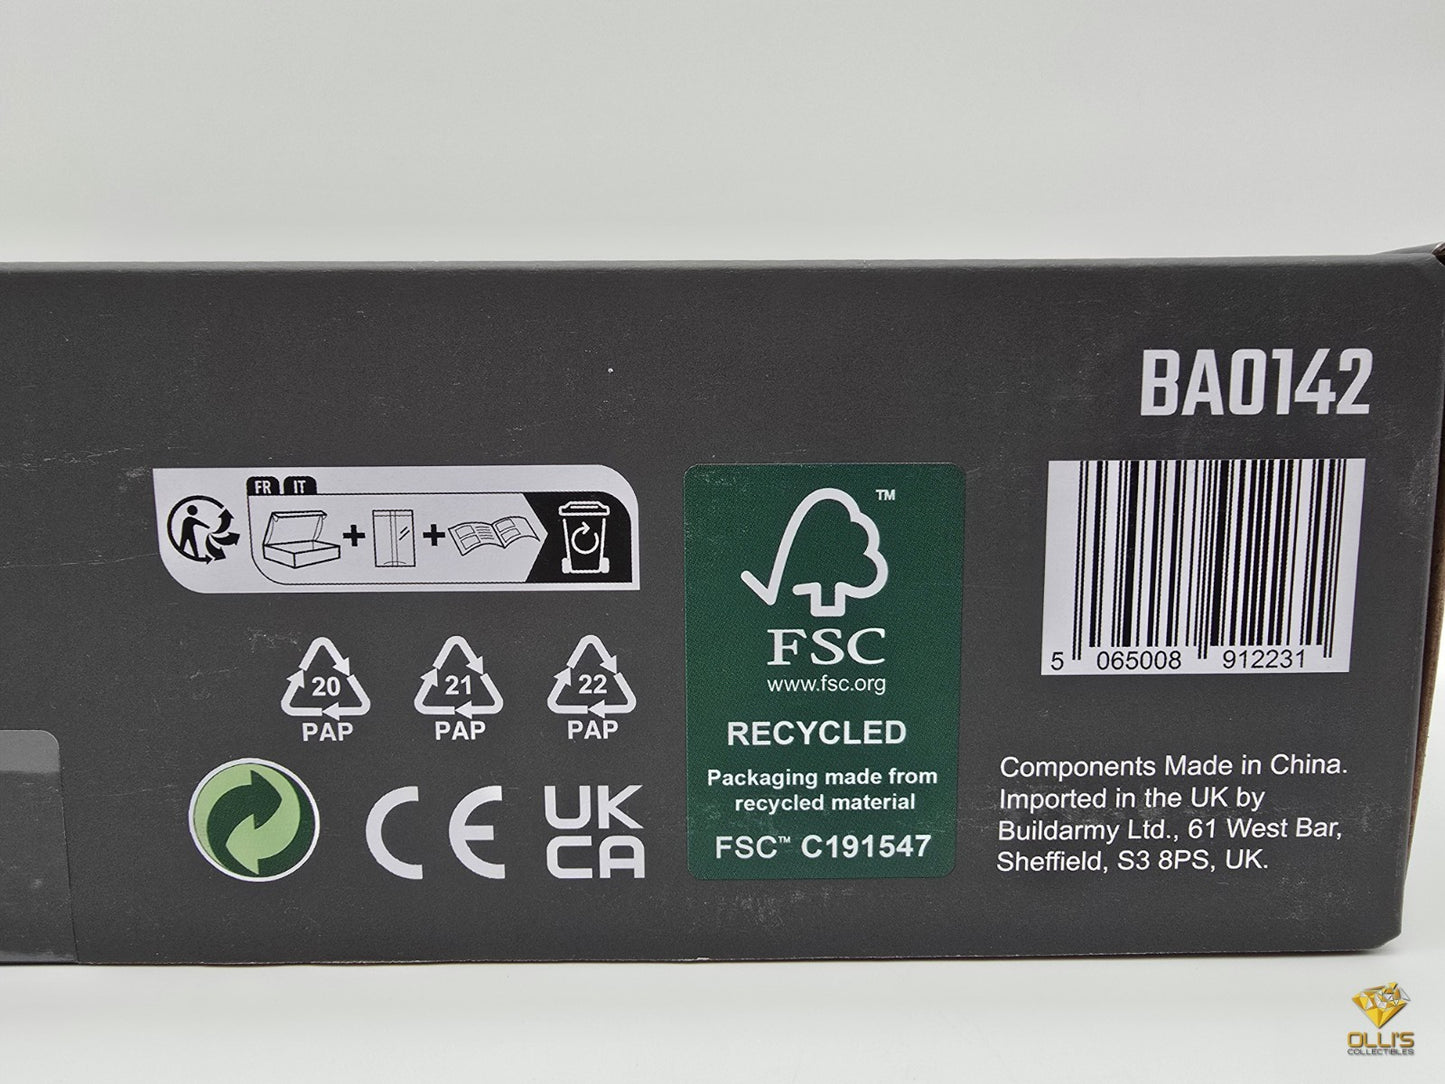 BA0142
FR IT
5 065008 912231
TM
FSC
www.fsc.org
RECYCLED
Packaging made from
recycled material
FSC™ C191547
20
PAP
21
PAP
22
PAP
CE
UK
CA
Components Made in China.
Imported in the UK by
Buildarmy Ltd., 61 West Bar,
Sheffield, S3 8PS, UK.
OLLI'S
COLLECTIBLES